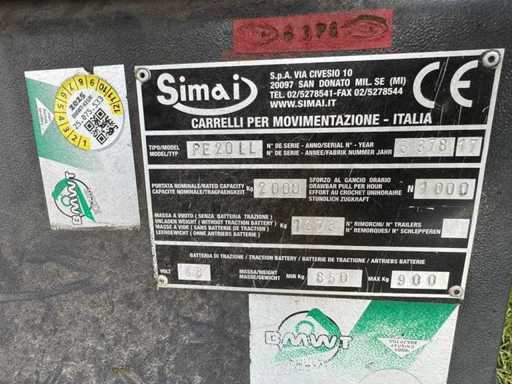 Simai
S.p.A. VIA CIVESIO 10
20097 SAN DONATO MIL. SE (MI)
TEL. 02/5278541-FAX 02/5278544
WWW.SIMAI.IT
CE
CARRELLI PER MOVIMENTAZIONE - ITALIA
TIPO/MODEL
MODELL/TYP
PE20LL
N° DE SERIE - ANNO/SERIAL N° - YEAR
N° DE SERIE - ANNEE/FABRIK NUMMER JAHR
PORTATA NOMINALE/RATED CAPACITY
CAPACITE NOMINALE/TRAGFAEHIGKEIT
Kg
2000
SFORZO AL GANCIO ORARIO
DRAWBAR PULL PER HOUR
EFFORT AU CROCHET UNIHORAIRE
STUNDLICH ZUGKRAFT
N
1000
MASSA A VUOTO (SENZA BATTERIA TRAZIONE)
UNLADEN WEIGHT (WITHOUT TRACTION BATTERY)
MASSE A VIDE (SANS BATTERIE DE TRACTION)
LEERGEWICHT (OHNE ANTRIEBS BATTERIE)
Kg
N° RIMORCHI/ N° TRAILERS
N° REMORQUES/ N° SCHLEPPER
BATTERIA DI TRAZIONE / TRACTION BATTERY / BATTERIE DE TRACTION / ANTRIEBS BATTERIE
VOLT
48
MASSA/WEIGHT
MASSE/GEWICHT
MIN Kg
850
MAX Kg
900
BMWT
BMWT